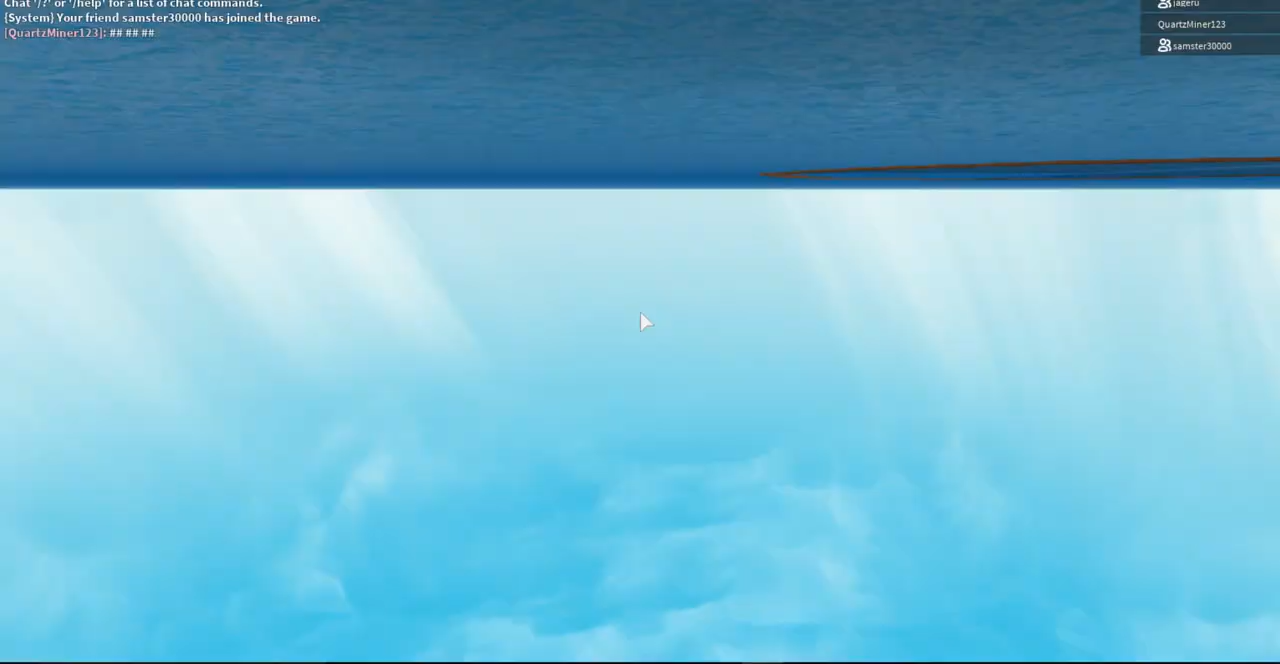 Chat '/?' or '/help' for a list of chat commands.
{System} Your friend samster30000 has joined the game.
[QuartzMiner123]: ## ## ##
jageru
QuartzMiner123
samster30000